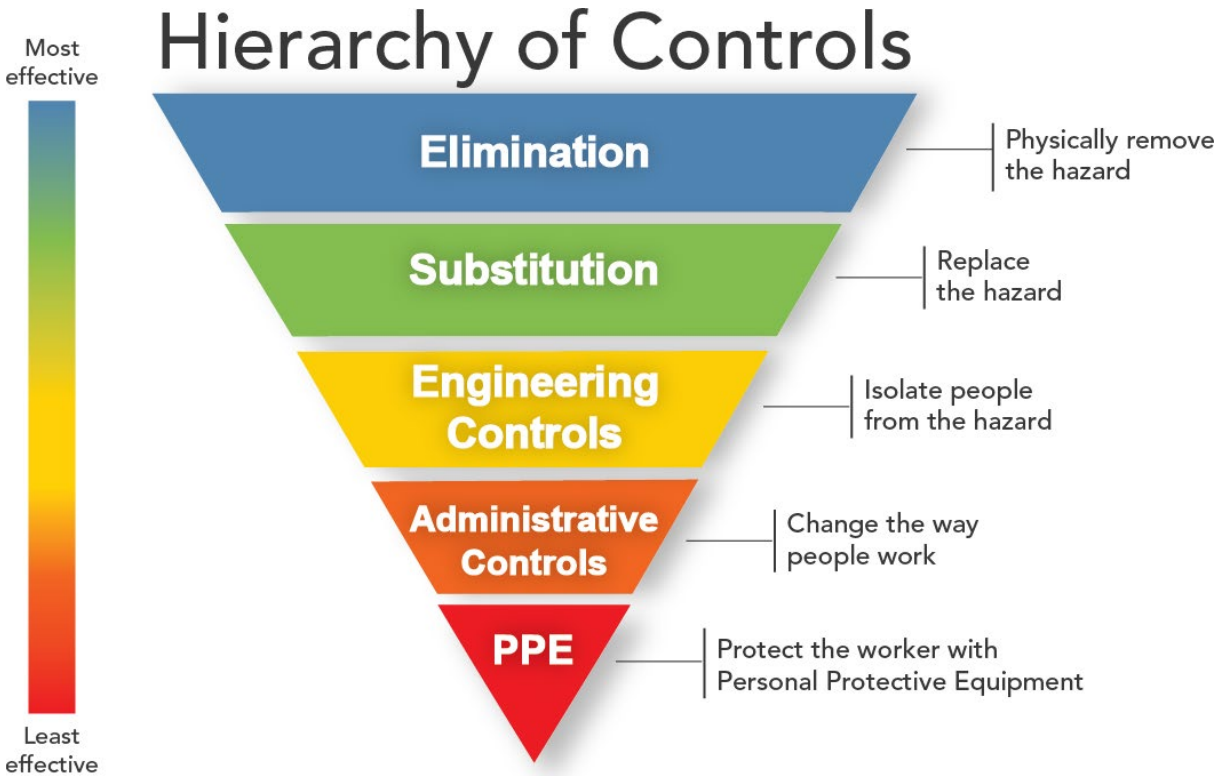 Hierarchy of Controls
Most
effective
Elimination
Physically remove
the hazard
Substitution
Replace
the hazard
Engineering
Controls
Isolate people
from the hazard
Administrative
Controls
Change the way
people work
PPE
Protect the worker with
Personal Protective Equipment
Least
effective